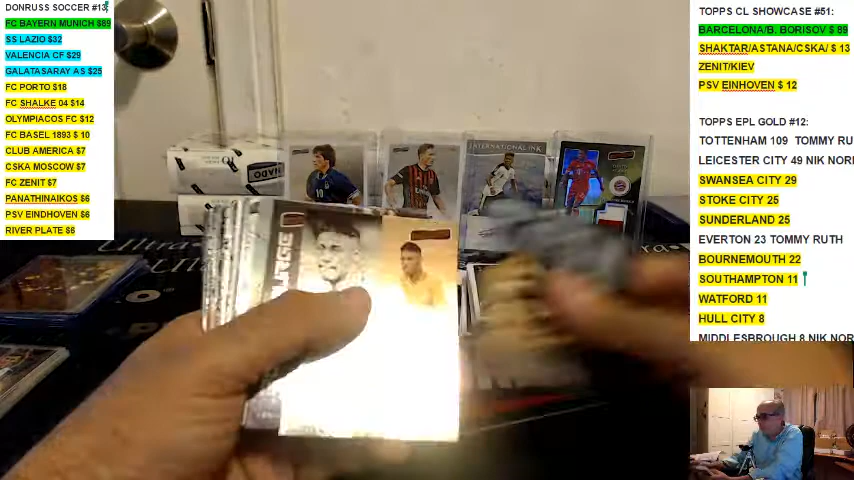 DONRUSS SOCCER #13:
FC BAYERN MUNICH $89
SS LAZIO $32
VALENCIA CF $29
GALATASARAY AS $25
FC PORTO $18
FC SHALKE 04 $14
OLYMPIACOS FC $12
FC BASEL 1893 $ 10
CLUB AMERICA $7
CSKA MOSCOW $7
FC ZENIT $7
PANATHINAIKOS $6
PSV EINDHOVEN $6
RIVER PLATE $6
INTERNATIONAL INK
TOPPS CL SHOWCASE #51:
BARCELONA/B. BORISOV $ 89
SHAKTAR/ASTANA/CSKA/ $ 13
ZENIT/KIEV
PSV EINHOVEN $ 12
TOPPS EPL GOLD #12:
TOTTENHAM 109 TOMMY RU
LEICESTER CITY 49 NIK NORI
SWANSEA CITY 29
STOKE CITY 25
SUNDERLAND 25
EVERTON 23 TOMMY RUTH
BOURNEMOUTH 22
SOUTHAMPTON 11
WATFORD 11
HULL CITY 8
MIDDLESBROUGH 8 NIK NOR